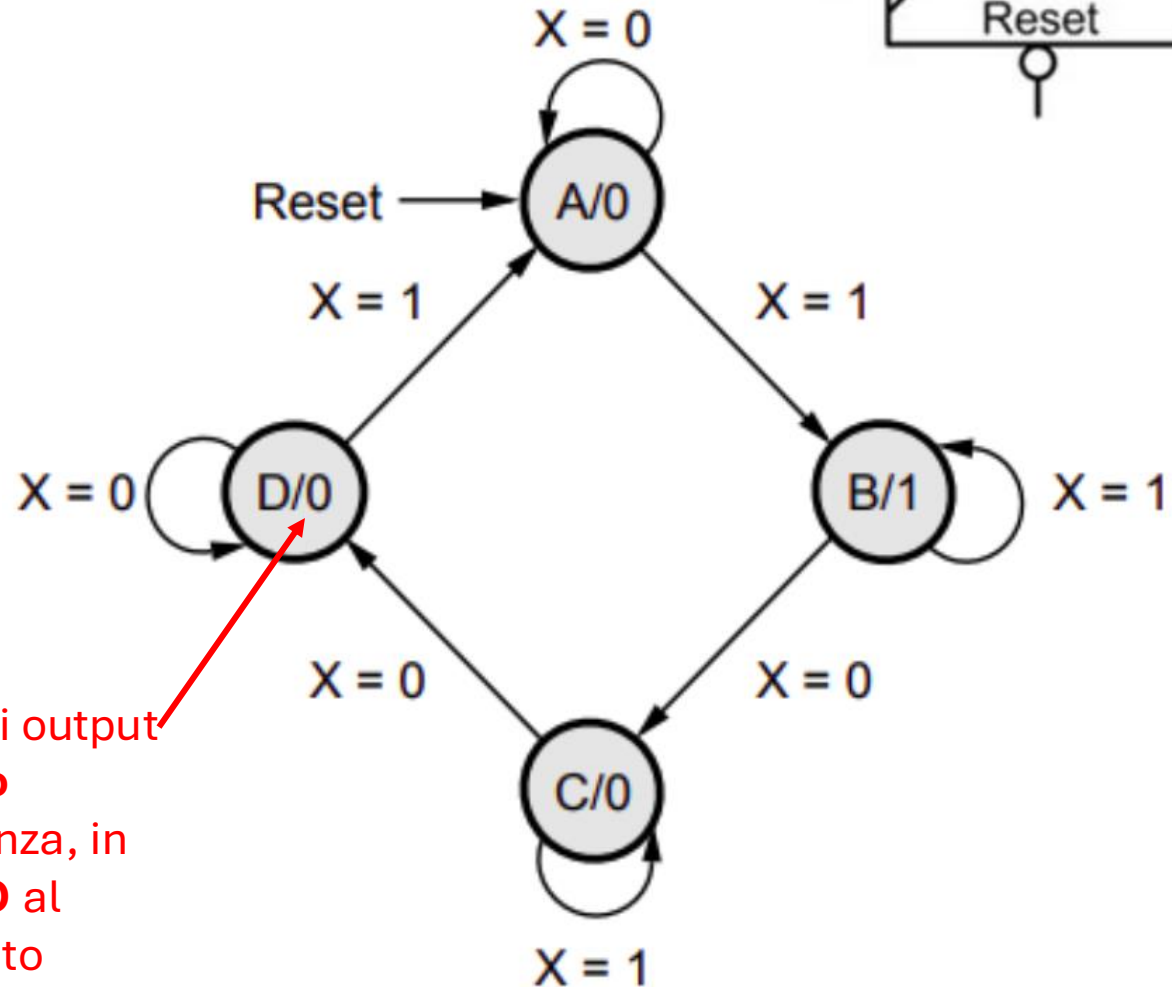 X = 0
Reset
Reset
A/0
X = 1
X = 1
X = 0
D/0
B/1
X = 1
X = 0
X = 0
i output
C/0
nza, in
al
to
X = 1